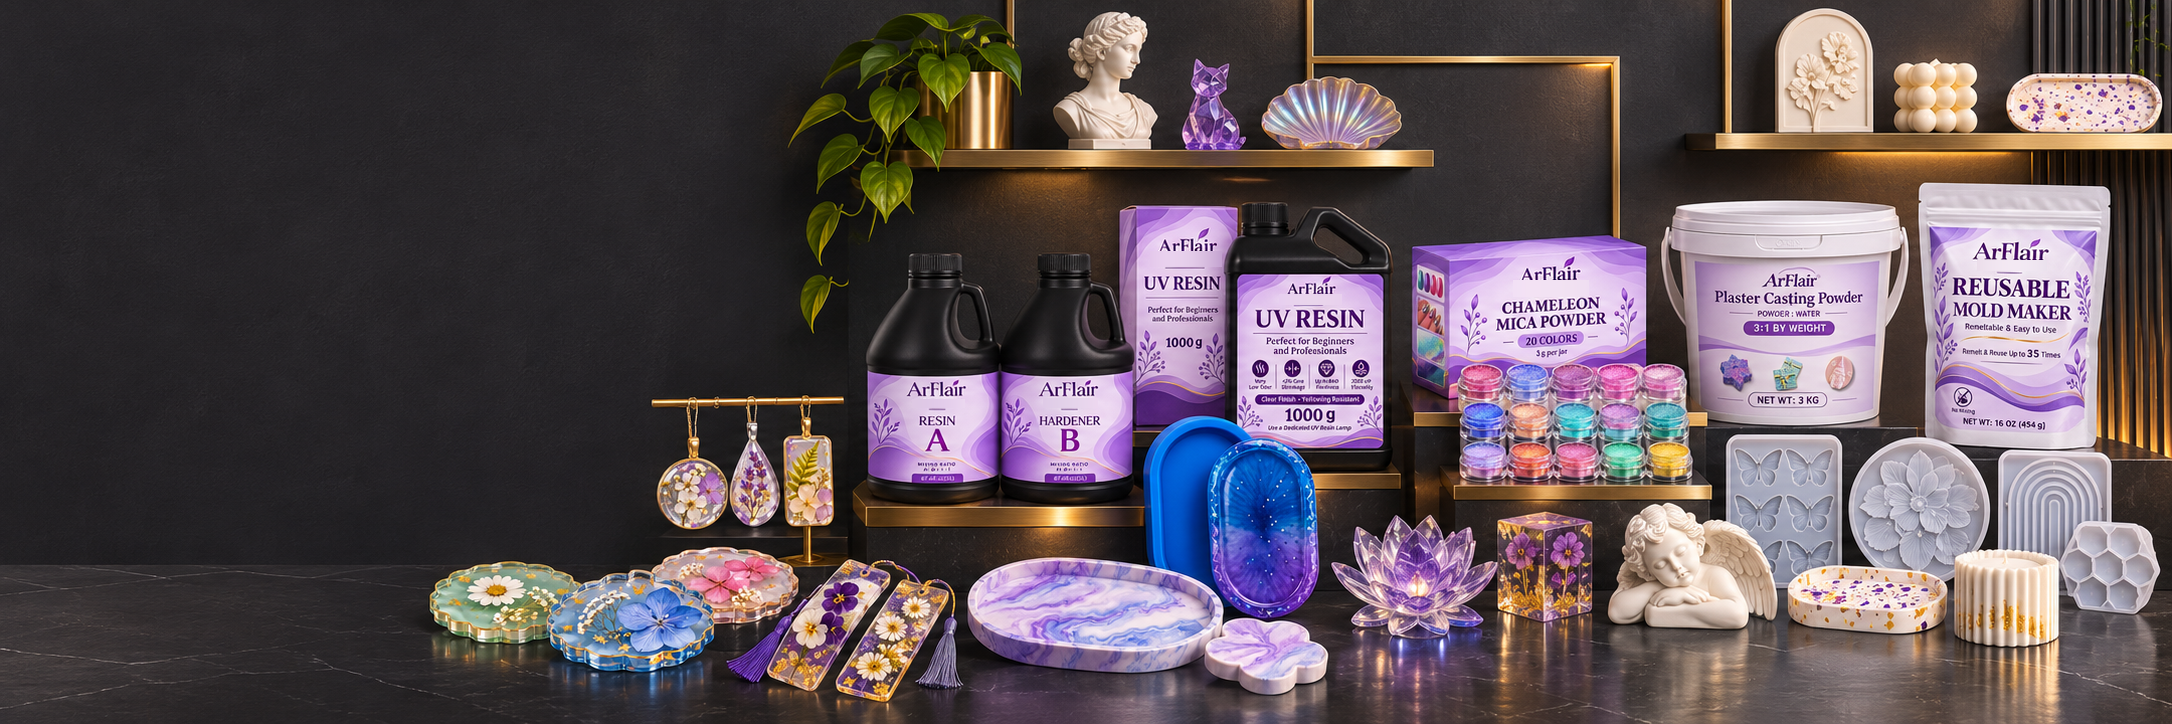 ArFlair
RESIN
A
ArFlair
HARDENER
B
ArFlair
UV RESIN
Perfect for Beginners
and Professionals
1000 g
ArFlair
UV RESIN
Perfect for Beginners
and Professionals
Clear Finish • Yellowing Resistant
1000 g
Use a Dedicated UV Resin Lamp
ArFlair
CHAMELEON
MICA POWDER
20 COLORS
3 g per jar
ArFlair
Plaster Casting Powder
POWDER : WATER
3:1 BY WEIGHT
NET WT: 3 KG
ArFlair
REUSABLE
MOLD MAKER
Remeltable & Easy to Use
Remelt & Reuse Up to 35 Times
NET WT: 16 OZ (454 g)